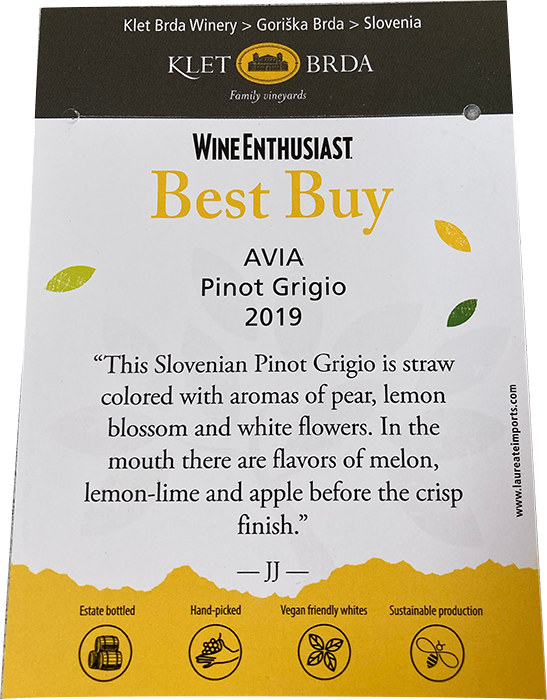 Klet Brda Winery > Goriška Brda > Slovenia
KLET BRDA
Family vineyards
WINEENTHUSIAST
Best Buy
AVIA
Pinot Grigio
2019
“This Slovenian Pinot Grigio is straw
colored with aromas of pear, lemon
blossom and white flowers. In the
mouth there are flavors of melon,
lemon-lime and apple before the crisp
finish.”
— JJ —
www.laureateimports.com
Estate bottled Hand-picked Vegan friendly whites Sustainable production